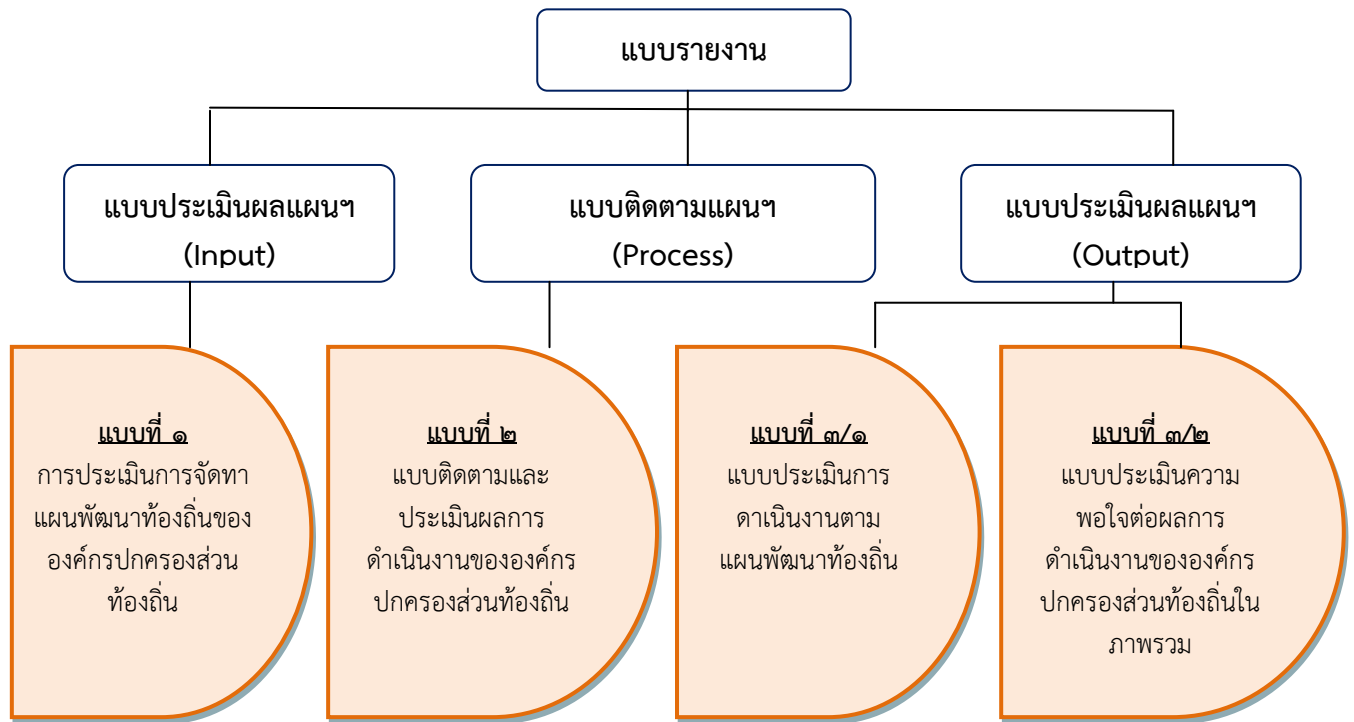 แบบรายงาน
แบบประเมินผลแผนฯ
(Input)
แบบติดตามแผนฯ
(Process)
แบบประเมินผลแผนฯ
(Output)
แบบที่ ๑
การประเมินการจัดทา
แผนพัฒนาท้องถิ่นของ
องค์กรปกครองส่วน
ท้องถิ่น
แบบที่ ๒
แบบติดตามและ
ประเมินผลการ
ดำเนินงานขององค์กร
ปกครองส่วนท้องถิ่น
แบบที่ ๓/๑
แบบประเมินการ
ดาเนินงานตาม
แผนพัฒนาท้องถิ่น
แบบที่ ๓/๒
แบบประเมินความ
พอใจต่อผลการ
ดำเนินงานขององค์กร
ปกครองส่วนท้องถิ่นใน
ภาพรวม